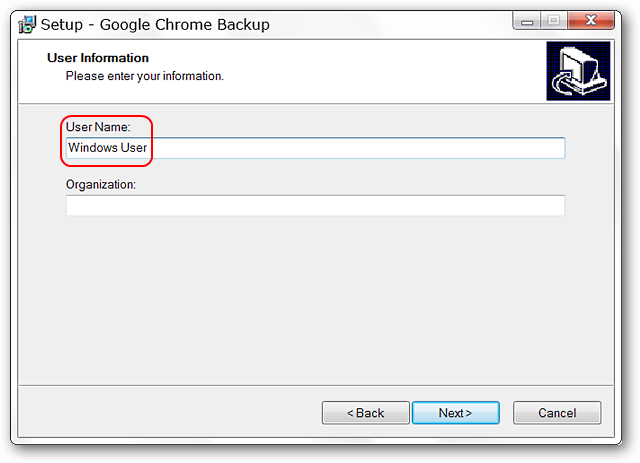 Setup - Google Chrome Backup
User Information
Please enter your information.
User Name:
Windows User
Organization:
< Back
Next >
Cancel